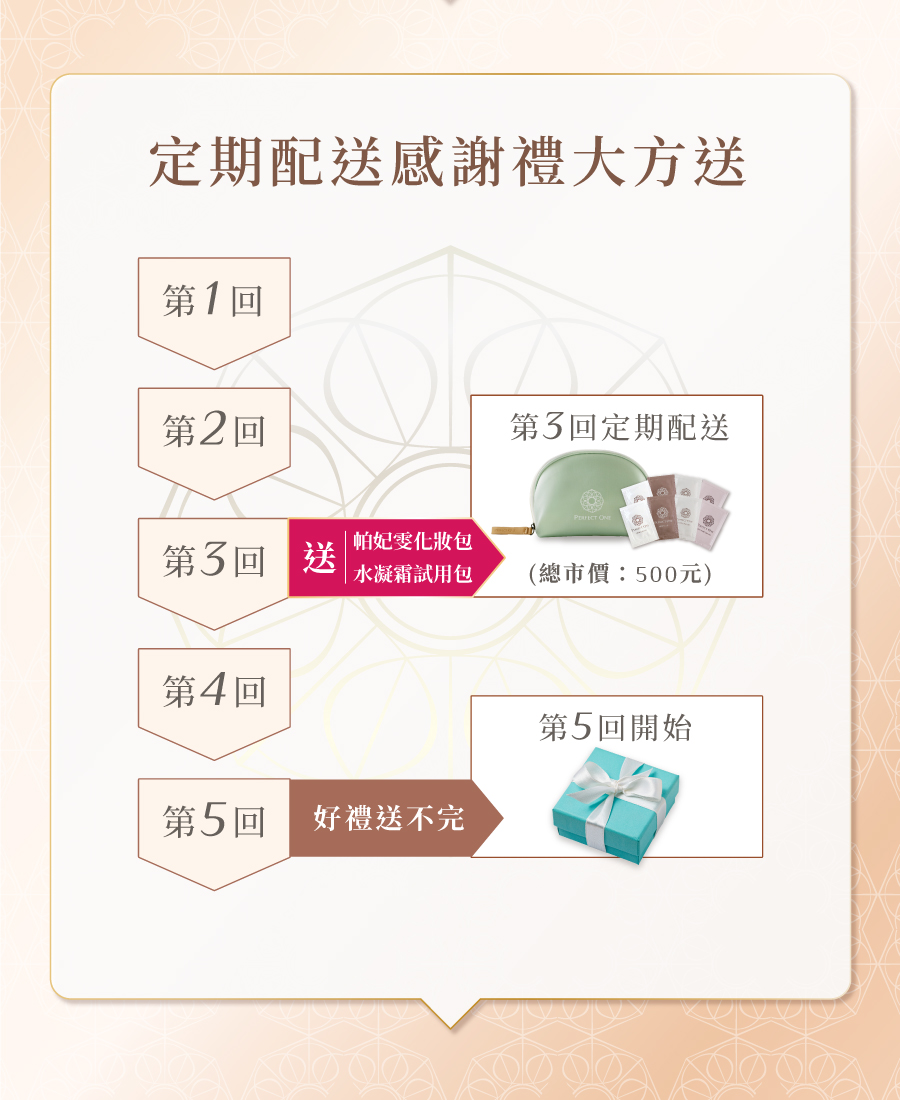 定期配送感謝禮大方送
第1回
第2回
第3回定期配送
PERFECT ONE
第3回
送
帕妃雯化妝包
水凝霜試用包
(總市價：500元)
第4回
第5回開始
第5回
好禮送不完